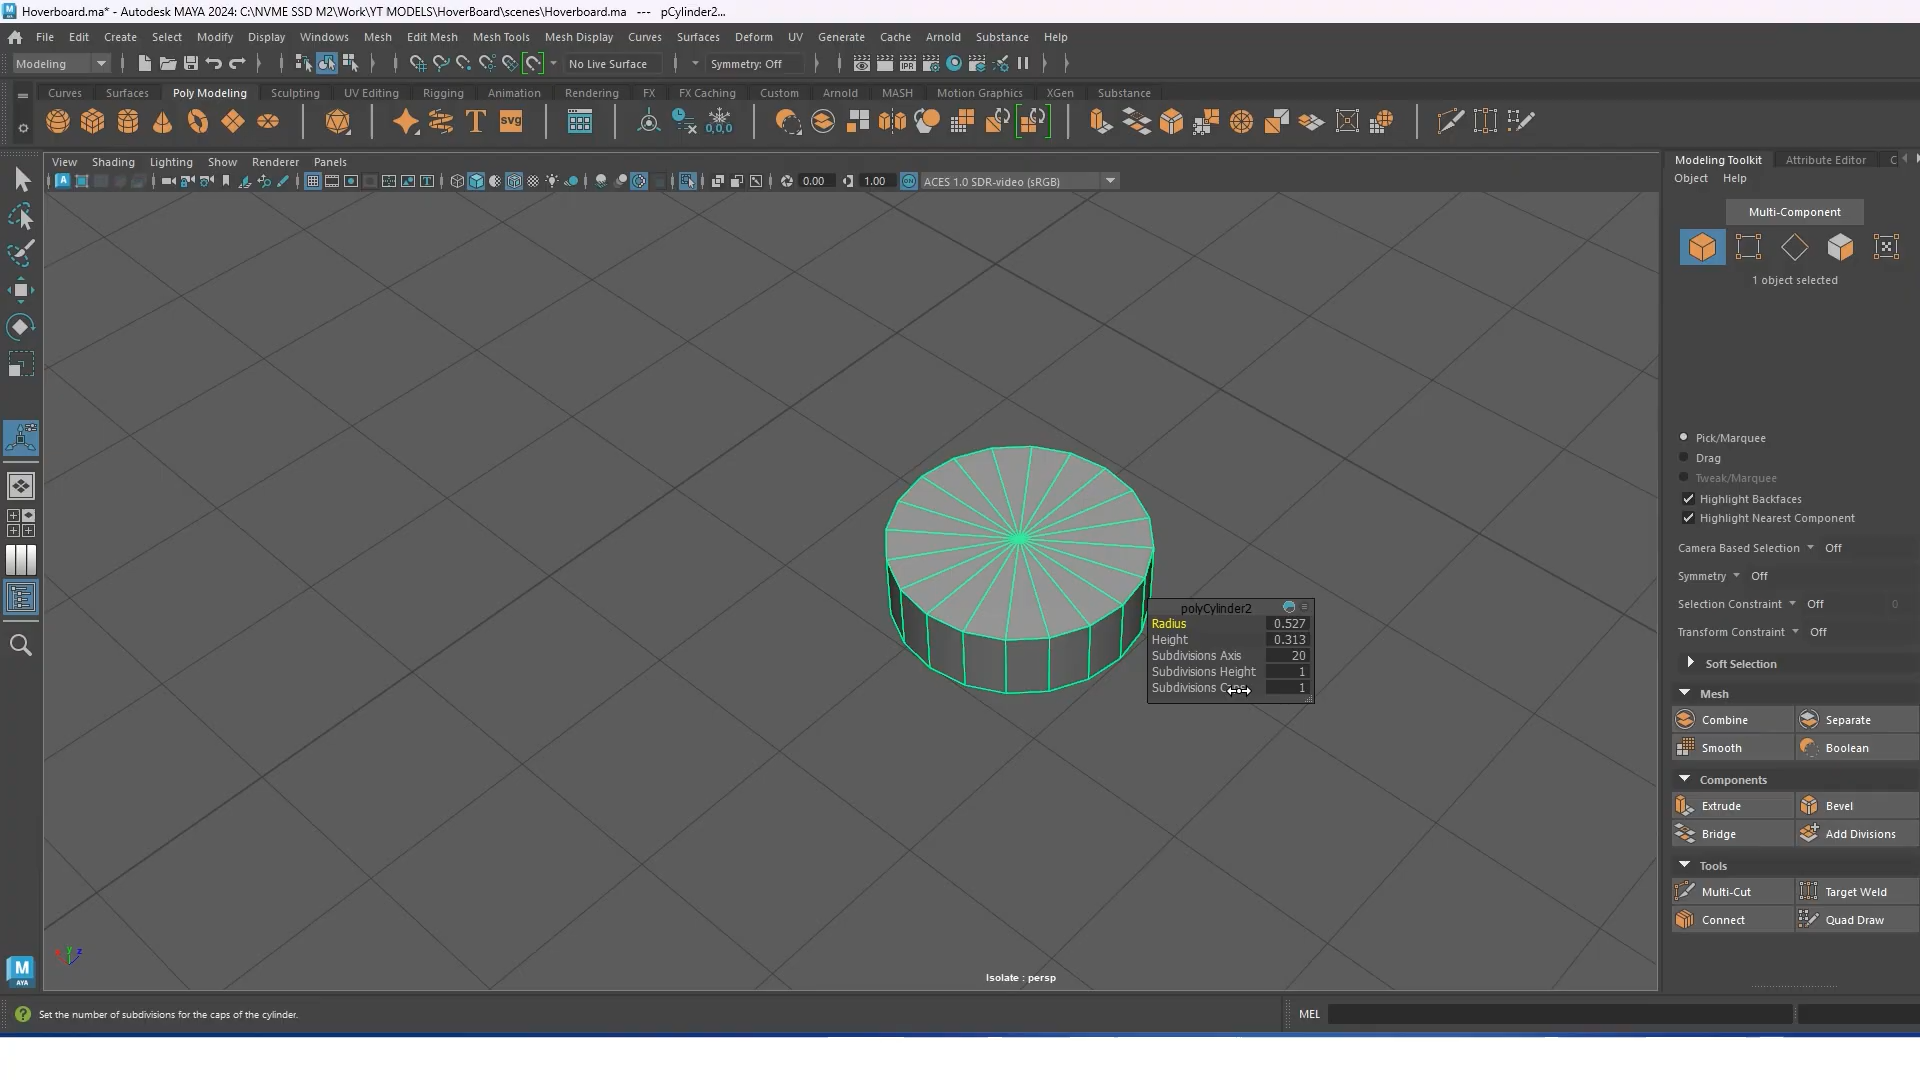 Hoverboard.ma* - Autodesk MAYA 2024: C:\NVME SSD M2\Work\YT MODELS\HoverBoard\scenes\Hoverboard.ma --- pCylinder2...
File Edit Create Select Modify Display Windows Mesh Edit Mesh Mesh Tools Mesh Display Curves Surfaces Deform UV Generate Cache Arnold Substance Help
Modeling No Live Surface Symmetry: Off
Curves Surfaces Poly Modeling Sculpting UV Editing Rigging Animation Rendering FX FX Caching Custom Arnold MASH Motion Graphics XGen Substance
T svg 0,0,0
View Shading Lighting Show Renderer Panels
0.00 1.00 ACES 1.0 SDR-video (sRGB)
Modeling Toolkit Attribute Editor C
Object Help
Multi-Component
1 object selected
Pick/Marquee
Drag
Tweak/Marquee
Highlight Backfaces
Highlight Nearest Component
Camera Based Selection Off
Symmetry Off
Selection Constraint Off 0
Transform Constraint Off
Soft Selection
Mesh
Combine Separate
Smooth Boolean
Components
Extrude Bevel
Bridge Add Divisions
Tools
Multi-Cut Target Weld
Connect Quad Draw
polyCylinder2
Radius 0.527
Height 0.313
Subdivisions Axis 20
Subdivisions Height 1
Subdivisions Caps 1
Isolate : persp
M
AYA
Set the number of subdivisions for the caps of the cylinder.
MEL